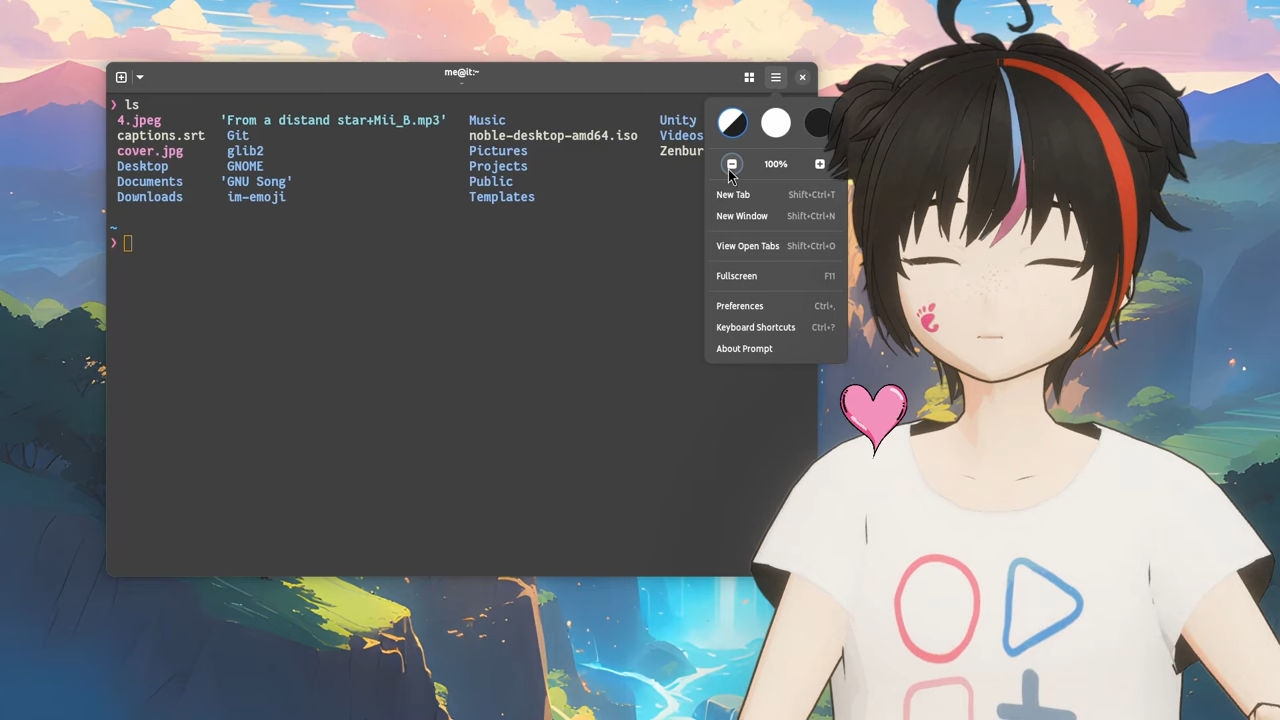 me@it:~
❯ ls
4.jpeg 'From a distand star+Mii_B.mp3' Music Unity
captions.srt Git noble-desktop-amd64.iso Videos
cover.jpg glib2 Pictures Zenbur
Desktop GNOME Projects
Documents 'GNU Song' Public
Downloads im-emoji Templates
~
❯
100%
New Tab Shift+Ctrl+T
New Window Shift+Ctrl+N
View Open Tabs Shift+Ctrl+O
Fullscreen F11
Preferences Ctrl+,
Keyboard Shortcuts Ctrl+?
About Prompt